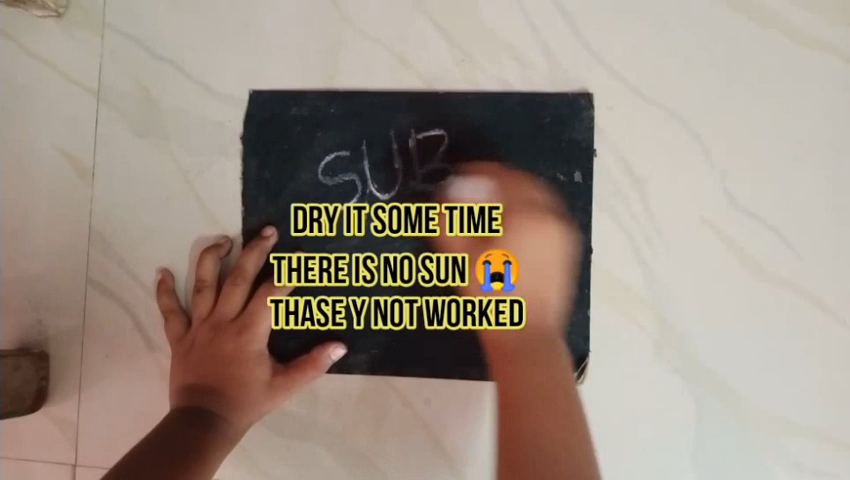 SUB
DRY IT SOME TIME
THERE IS NO SUN 😭
THASE Y NOT WORKED